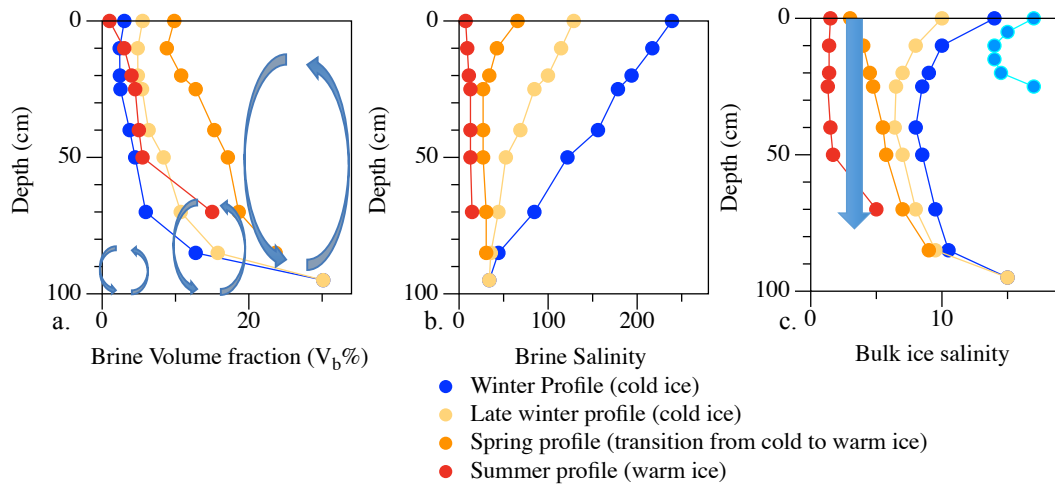 0
50
100
Depth (cm)
a.
0
20
Brine Volume fraction (Vb%)
0
50
100
Depth (cm)
b.
0
100
200
Brine Salinity
0
50
100
Depth (cm)
c.
0
10
Bulk ice salinity
Winter Profile (cold ice)
Late winter profile (cold ice)
Spring profile (transition from cold to warm ice)
Summer profile (warm ice)